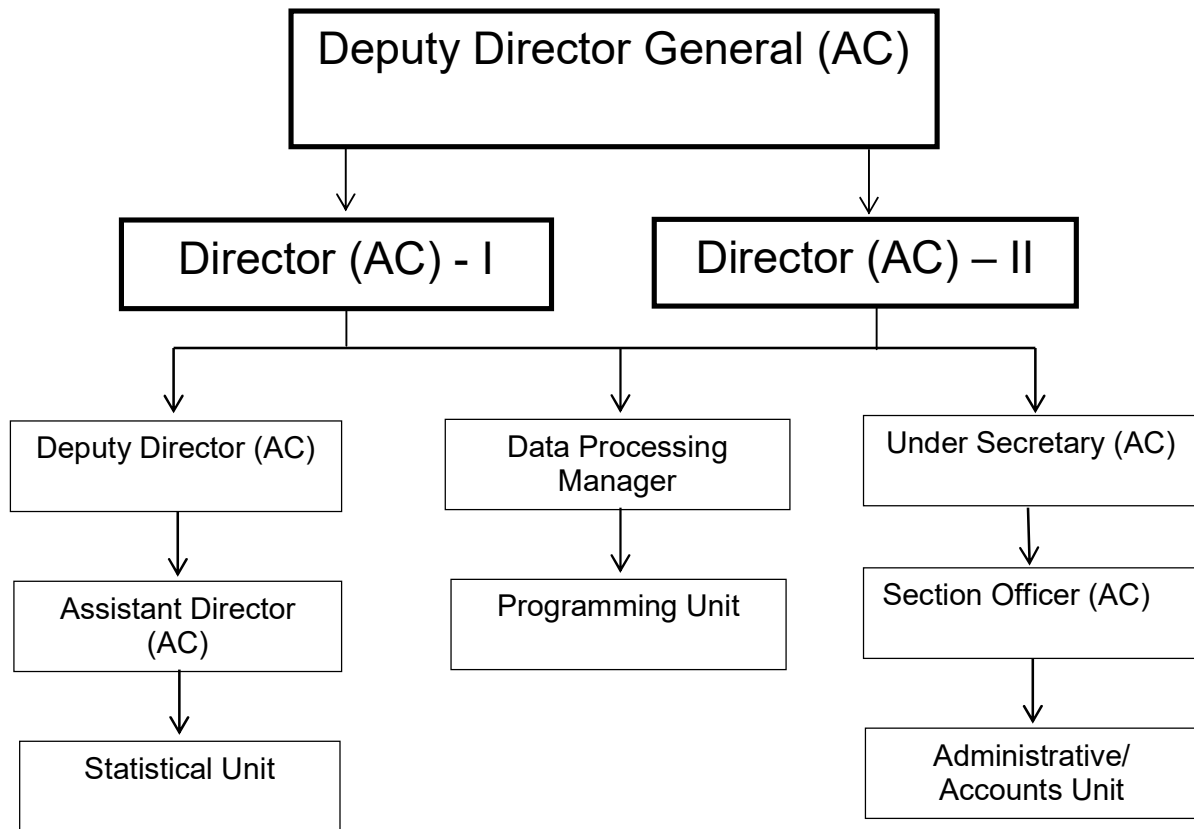 Deputy Director General (AC)
Director (AC) - I
Director (AC) – II
Deputy Director (AC)
Data Processing
Manager
Under Secretary (AC)
Assistant Director
(AC)
Programming Unit
Section Officer (AC)
Statistical Unit
Administrative/
Accounts Unit